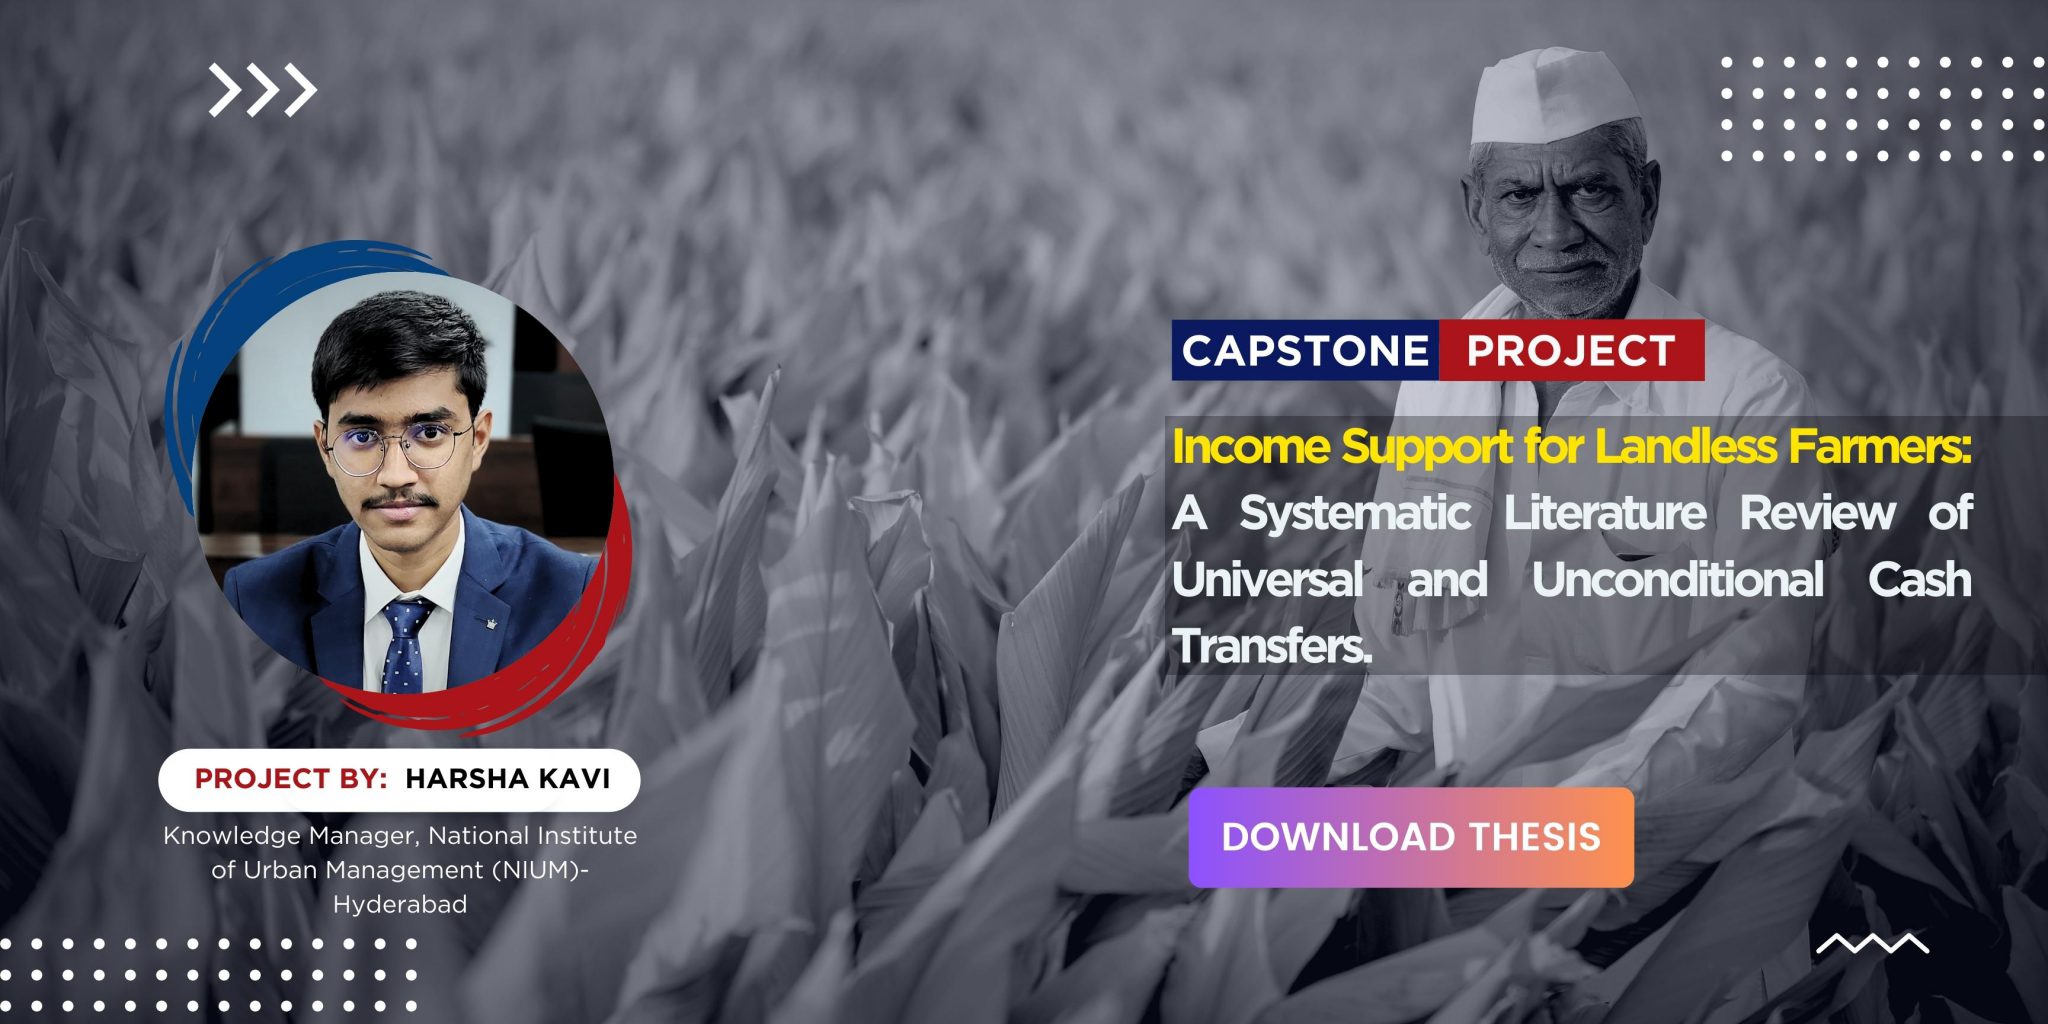 CAPSTONE PROJECT
Income Support for Landless Farmers:
A Systematic Literature Review of
Universal and Unconditional Cash
Transfers.
DOWNLOAD THESIS
PROJECT BY: HARSHA KAVI
Knowledge Manager, National Institute
of Urban Management (NIUM)-
Hyderabad